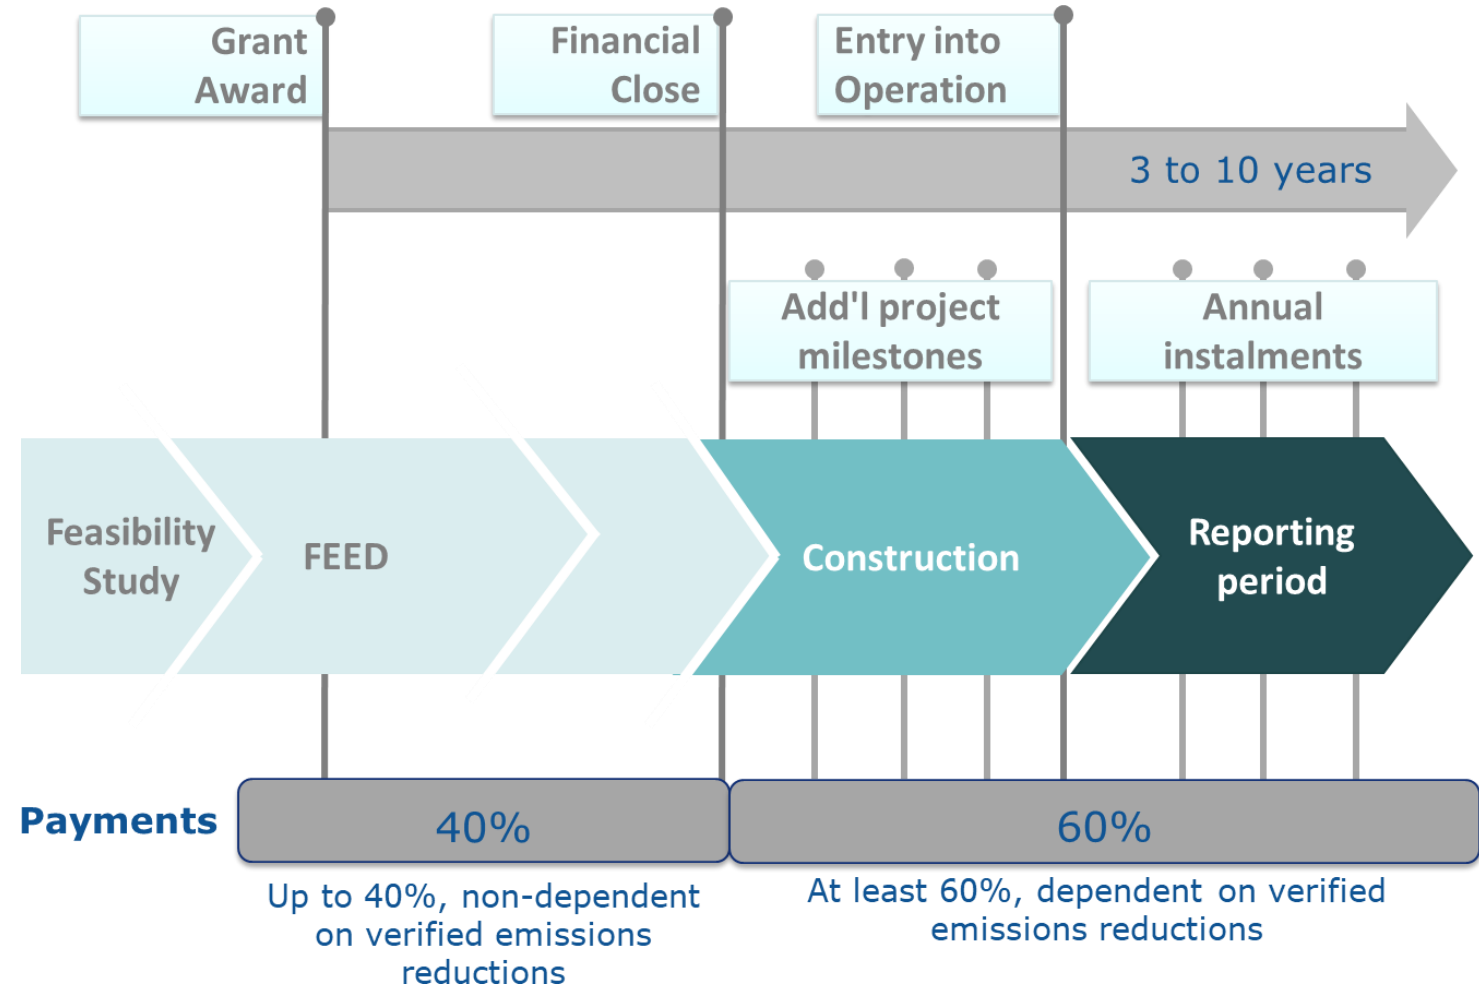 Grant
Award
Financial
Close
Entry into
Operation
3 to 10 years
Add'l project
milestones
Annual
instalments
Feasibility
Study
FEED
Construction
Reporting
period
Payments
40%
60%
Up to 40%, non-dependent
on verified emissions
reductions
At least 60%, dependent on verified
emissions reductions